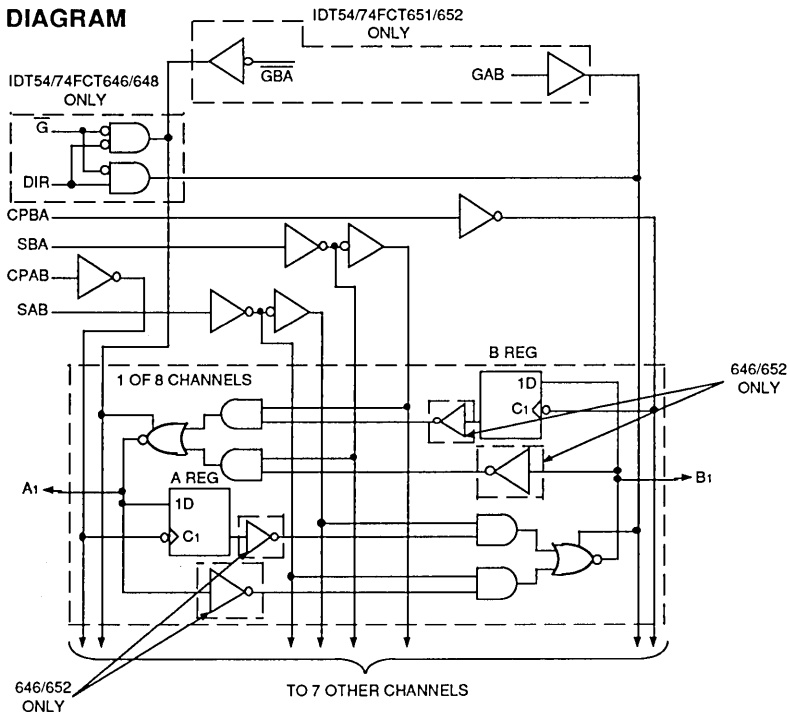 DIAGRAM
IDT54/74FCT651/652
ONLY
GBA
GAB
IDT54/74FCT646/648
ONLY
G
DIR
CPBA
SBA
CPAB
SAB
B REG
1 OF 8 CHANNELS
1D
C1
646/652
ONLY
A REG
A1
B1
1D
C1
646/652
ONLY
TO 7 OTHER CHANNELS